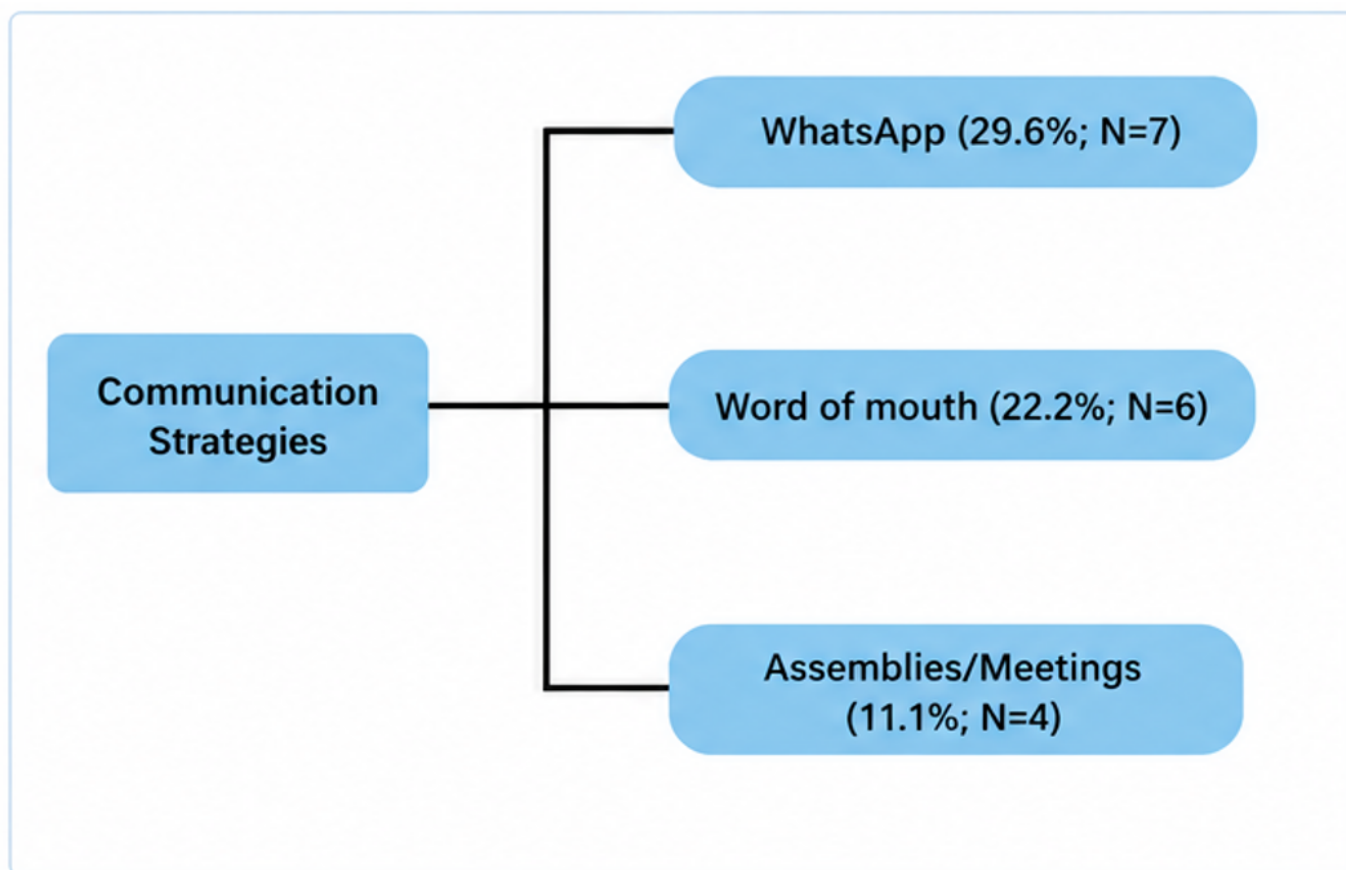 WhatsApp (29.6%; N=7)
Communication
Strategies
Word of mouth (22.2%; N=6)
Assemblies/Meetings
(11.1%; N=4)